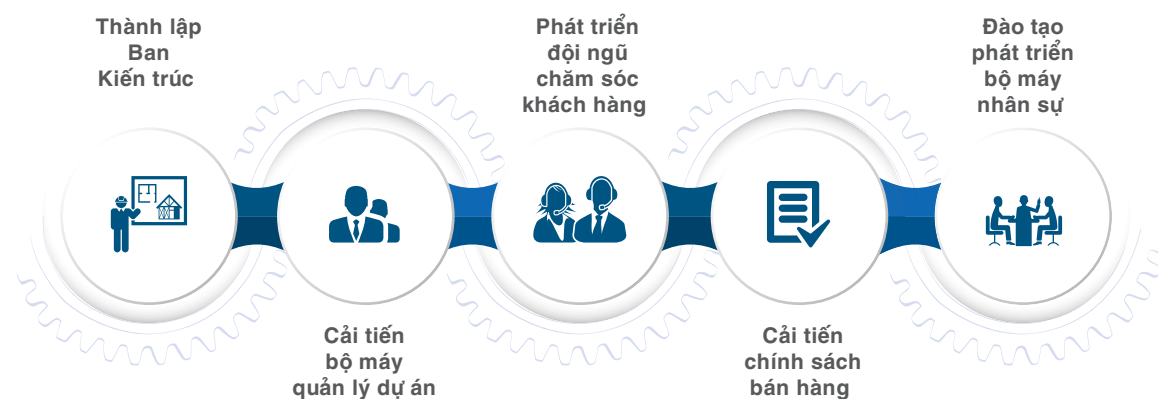 Thành lập
Ban
Kiến trúc
Cải tiến
bộ máy
quản lý dự án
Phát triển
đội ngũ
chăm sóc
khách hàng
Cải tiến
chính sách
bán hàng
Đào tạo
phát triển
bộ máy
nhân sự